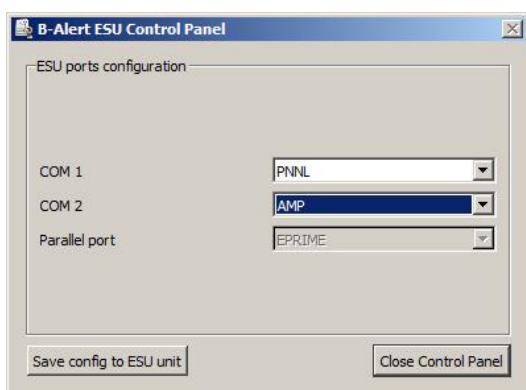 B-Alert ESU Control Panel
ESU ports configuration
COM 1 PNNL
COM 2 AMP
Parallel port EPRIME
Save config to ESU unit Close Control Panel